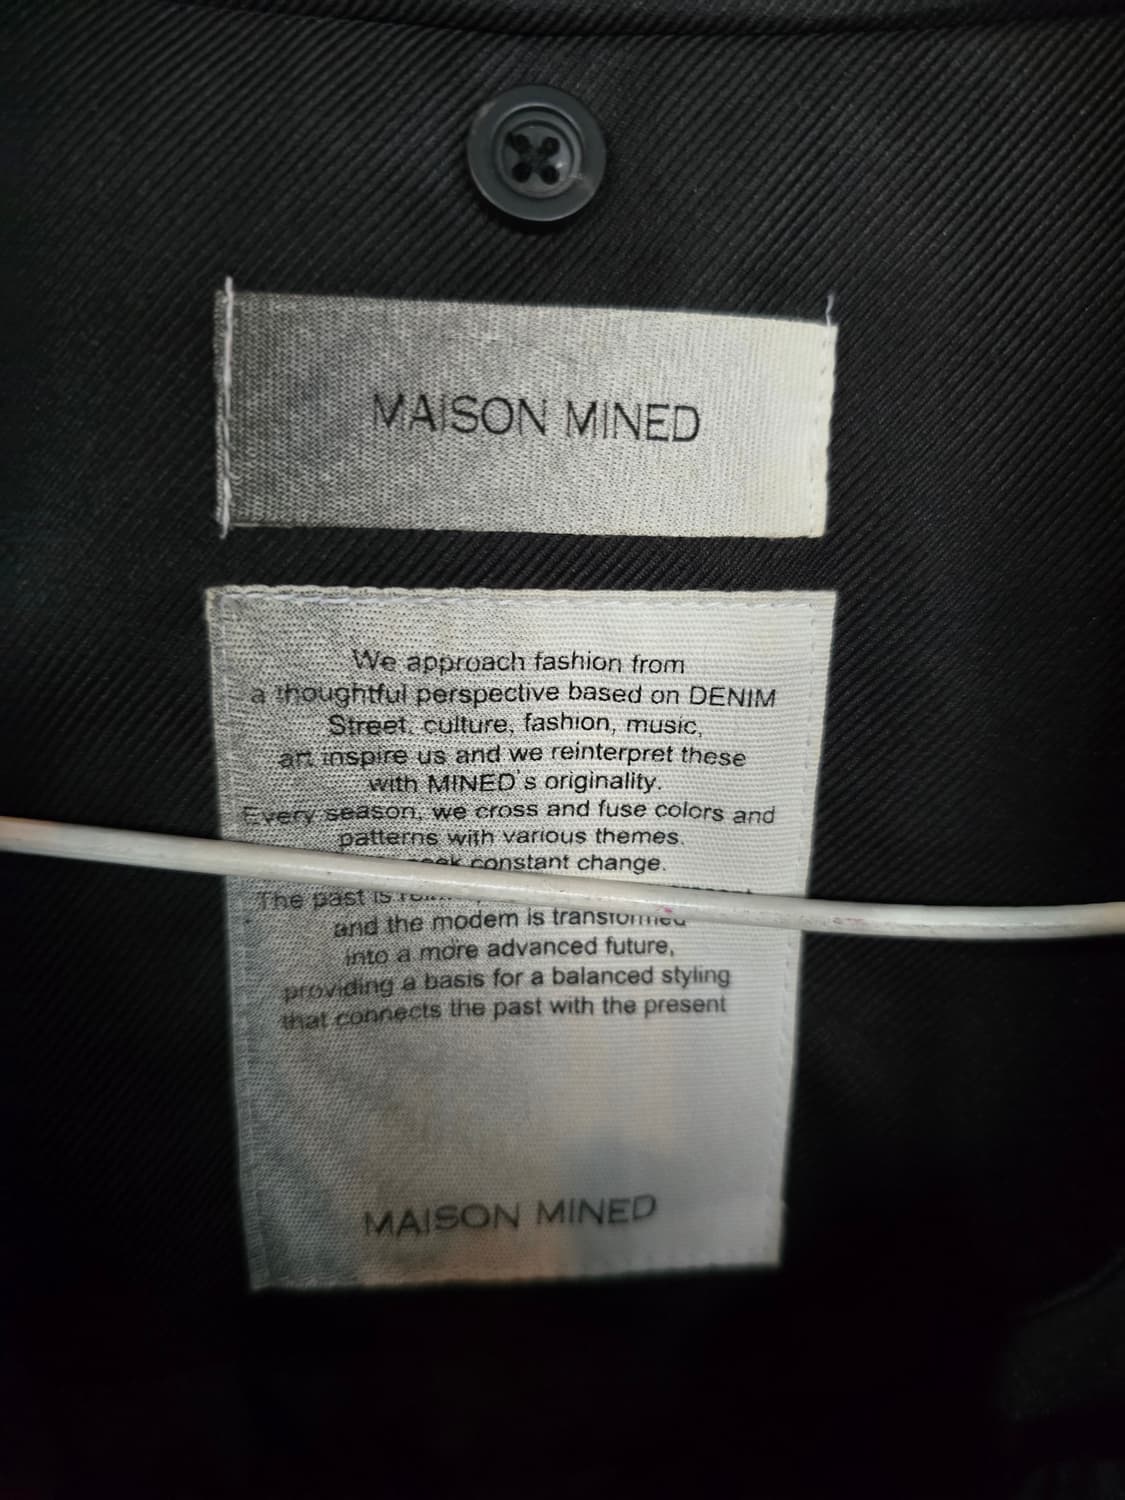 MAISON MINED
We approach fashion from
a thoughtful perspective based on DENIM
Street, culture, fashion, music,
art inspire us and we reinterpret these
with MINED's originality.
Every season, we cross and fuse colors and
patterns with various themes.
constant change.
The past is
and the modern is transformed
into a more advanced future,
providing a basis for a balanced styling
that connects the past with the present
MAISON MINED